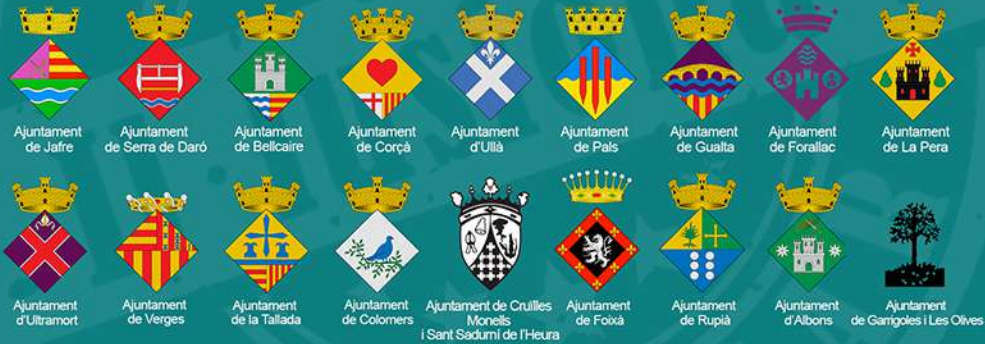 Ajuntament
de Jafre
Ajuntament
de Serra de Daró
Ajuntament
de Bellcaire
Ajuntament
de Corçà
Ajuntament
d'Ullà
Ajuntament
de Pals
Ajuntament
de Gualta
Ajuntament
de Forallac
Ajuntament
de La Pera
Ajuntament
d'Ultramort
Ajuntament
de Verges
Ajuntament
de la Tallada
Ajuntament
de Colomers
Ajuntament de Cruïlles
Monells
i Sant Sadurní de l'Heura
Ajuntament
de Foixà
Ajuntament
de Rupià
Ajuntament
d'Albons
Ajuntament
de Garrigoles i Les Olives